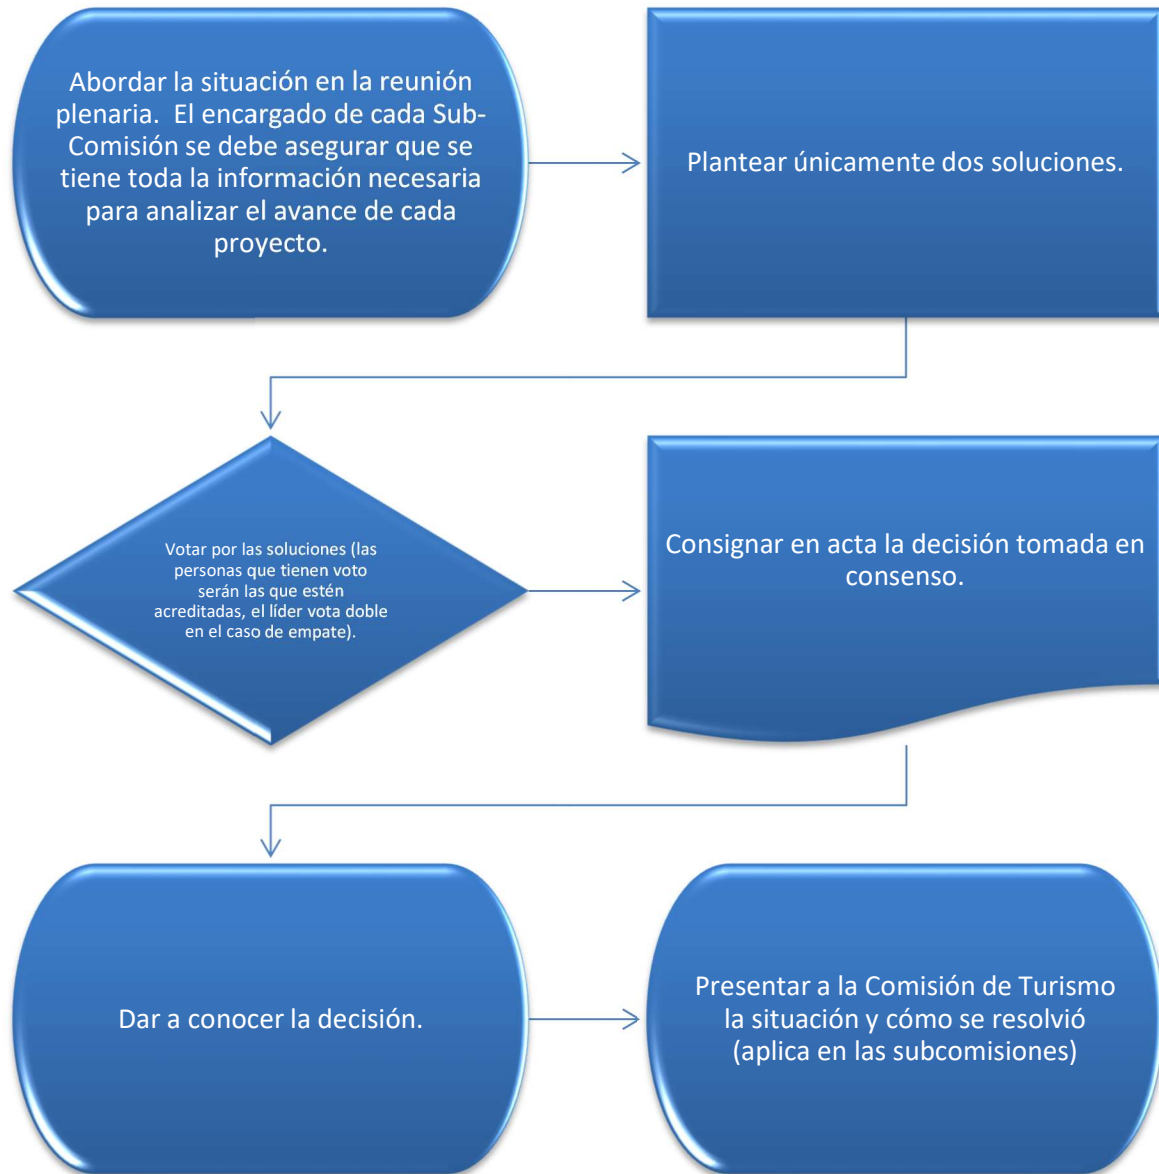 Abordar la situación en la reunión
plenaria.  El encargado de cada Sub-
Comisión se debe asegurar que se
tiene toda la información necesaria
para analizar el avance de cada
proyecto.
Plantear únicamente dos soluciones.
Votar por las soluciones (las
personas que tienen voto
serán las que estén
acreditadas, el líder vota doble
en el caso de empate).
Consignar en acta la decisión tomada en
consenso.
Dar a conocer la decisión.
Presentar a la Comisión de Turismo
la situación y cómo se resolvió
(aplica en las subcomisiones)